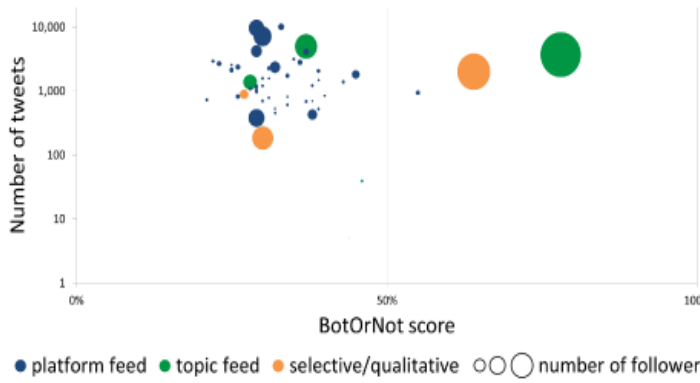 10,000
1,000
100
10
1
Number of tweets
0%
50%
100
BotOrNot score
platform feed
topic feed
selective/qualitative
number of follower